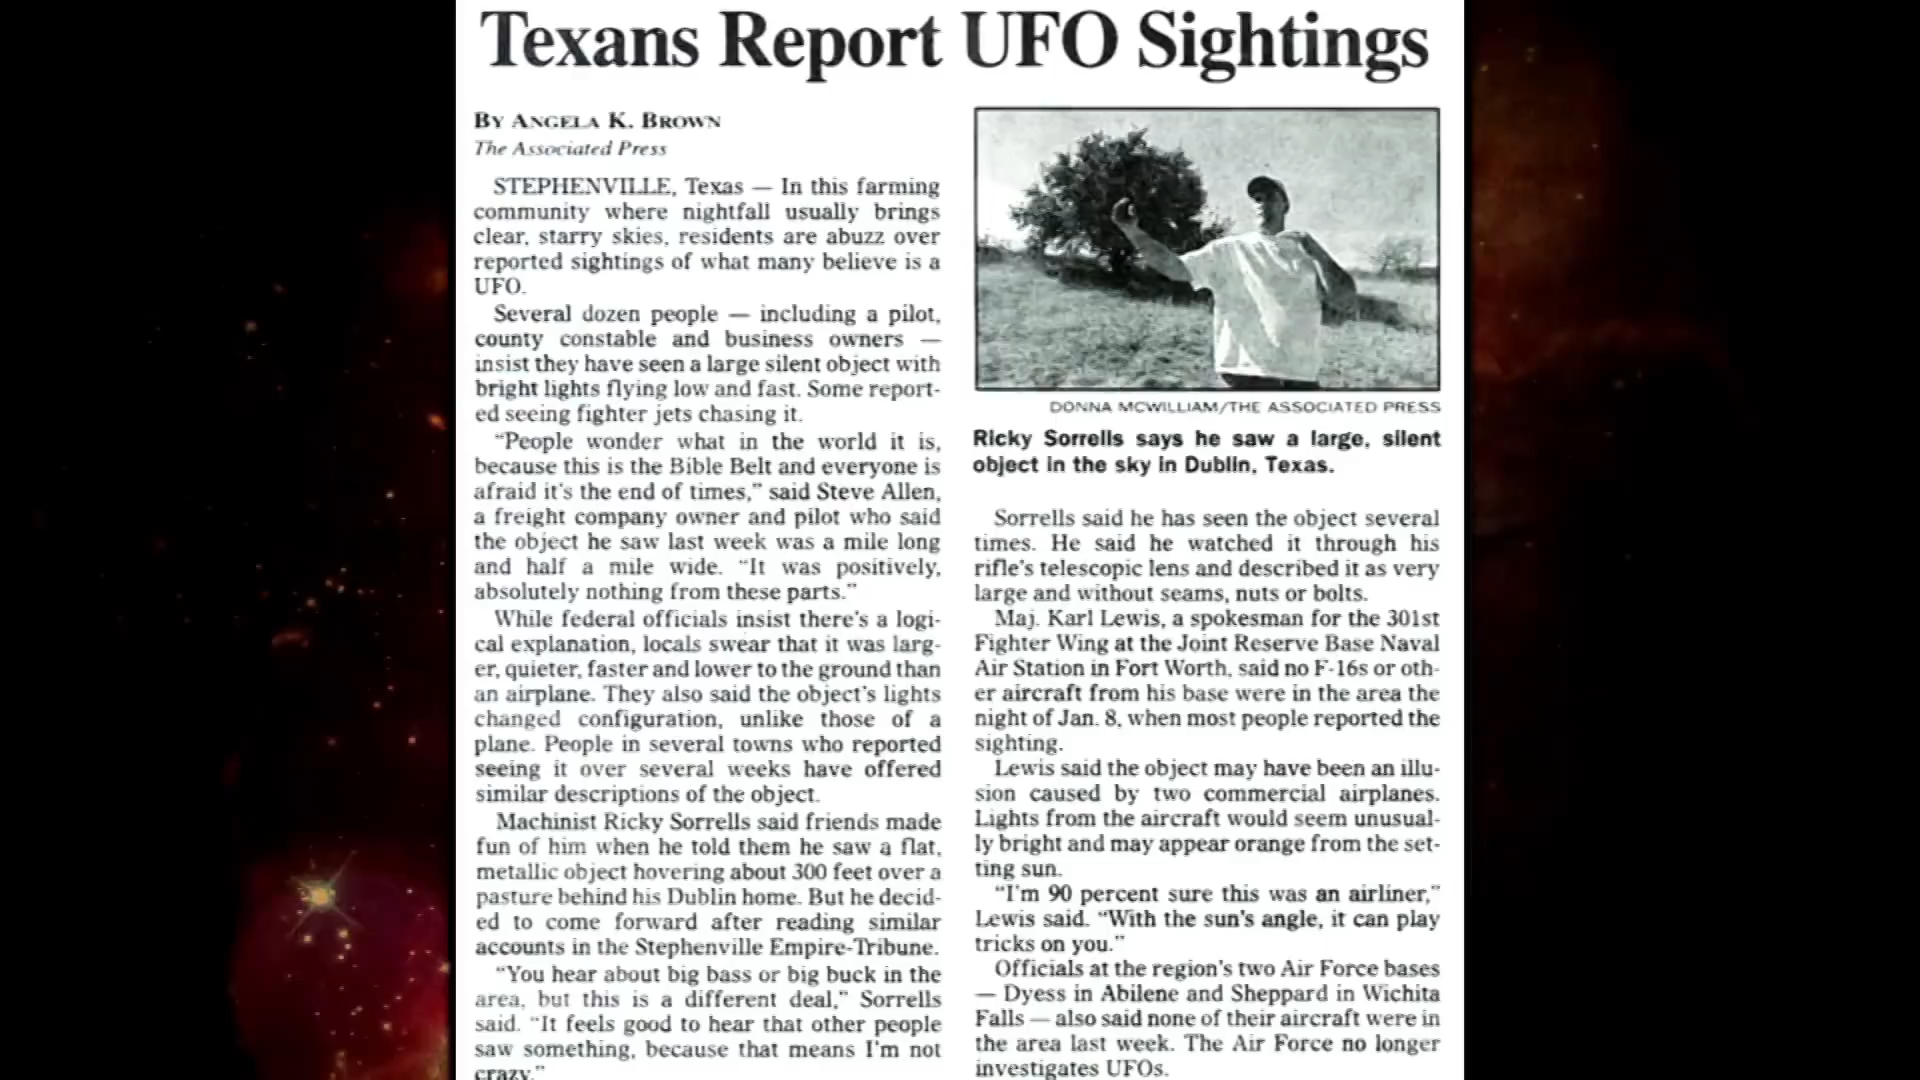 Texans Report UFO Sightings
BY ANGELA K. BROWN
The Associated Press
STEPHENVILLE, Texas — In this farming
community where nightfall usually brings
clear, starry skies, residents are abuzz over
reported sightings of what many believe is a
UFO.
Several dozen people — including a pilot,
county constable and business owners —
insist they have seen a large silent object with
bright lights flying low and fast. Some report-
ed seeing fighter jets chasing it.
“People wonder what in the world it is,
because this is the Bible Belt and everyone is
afraid it's the end of times,” said Steve Allen,
a freight company owner and pilot who said
the object he saw last week was a mile long
and half a mile wide. “It was positively,
absolutely nothing from these parts.”
While federal officials insist there's a logi-
cal explanation, locals swear that it was larg-
er, quieter, faster and lower to the ground than
an airplane. They also said the object's lights
changed configuration, unlike those of a
plane. People in several towns who reported
seeing it over several weeks have offered
similar descriptions of the object.
Machinist Ricky Sorrells said friends made
fun of him when he told them he saw a flat,
metallic object hovering about 300 feet over a
pasture behind his Dublin home. But he decid-
ed to come forward after reading similar
accounts in the Stephenville Empire-Tribune.
“You hear about big bass or big buck in the
area, but this is a different deal,” Sorrells
said. “It feels good to hear that other people
saw something, because that means I'm not
crazy.”
DONNA MCWILLIAM/THE ASSOCIATED PRESS
Ricky Sorrells says he saw a large, silent
object in the sky in Dublin, Texas.
Sorrells said he has seen the object several
times. He said he watched it through his
rifle's telescopic lens and described it as very
large and without seams, nuts or bolts.
Maj. Karl Lewis, a spokesman for the 301st
Fighter Wing at the Joint Reserve Base Naval
Air Station in Fort Worth, said no F-16s or oth-
er aircraft from his base were in the area the
night of Jan. 8, when most people reported the
sighting.
Lewis said the object may have been an illu-
sion caused by two commercial airplanes.
Lights from the aircraft would seem unusual-
ly bright and may appear orange from the set-
ting sun.
“I'm 90 percent sure this was an airliner,”
Lewis said. “With the sun's angle, it can play
tricks on you.”
Officials at the region's two Air Force bases
— Dyess in Abilene and Sheppard in Wichita
Falls — also said none of their aircraft were in
the area last week. The Air Force no longer
investigates UFOs.